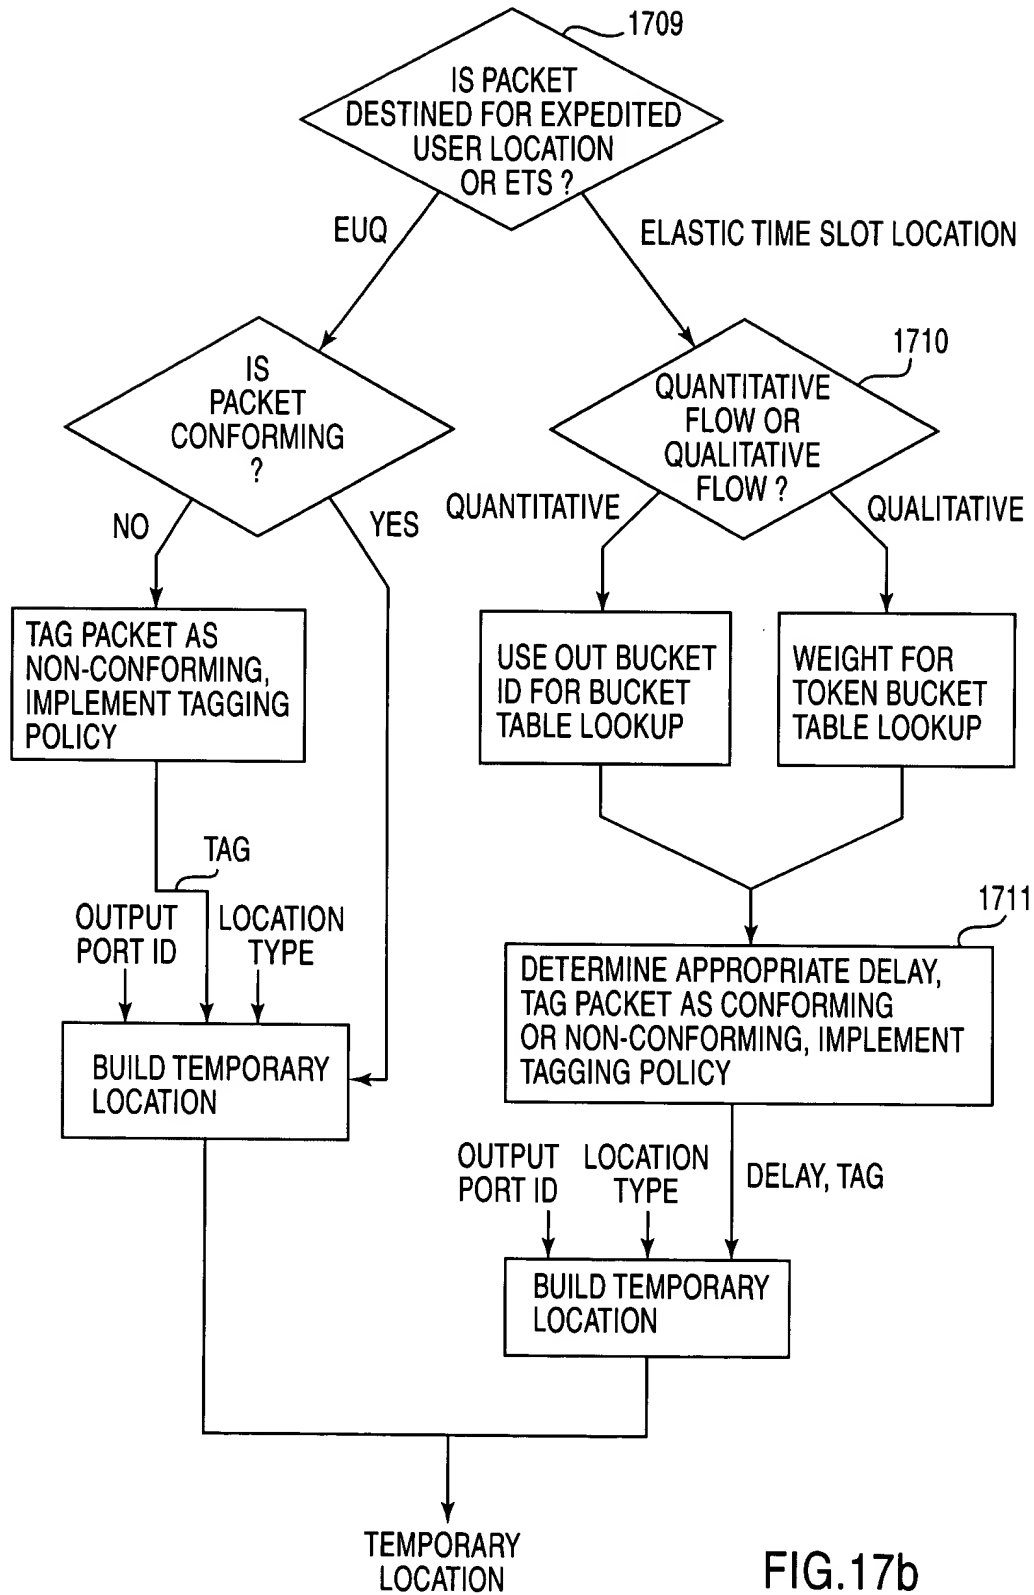 1709
IS PACKET
DESTINED FOR EXPEDITED
USER LOCATION
OR ETS ?
EUQ
ELASTIC TIME SLOT LOCATION
IS
PACKET
CONFORMING
?
1710
QUANTITATIVE
FLOW OR
QUALITATIVE
FLOW ?
NO
YES
QUANTITATIVE
QUALITATIVE
TAG PACKET AS
NON-CONFORMING,
IMPLEMENT TAGGING
POLICY
USE OUT BUCKET
ID FOR BUCKET
TABLE LOOKUP
WEIGHT FOR
TOKEN BUCKET
TABLE LOOKUP
TAG
OUTPUT
PORT ID
LOCATION
TYPE
BUILD TEMPORARY
LOCATION
1711
DETERMINE APPROPRIATE DELAY,
TAG PACKET AS CONFORMING
OR NON-CONFORMING, IMPLEMENT
TAGGING POLICY
OUTPUT
PORT ID
LOCATION
TYPE
DELAY, TAG
BUILD TEMPORARY
LOCATION
TEMPORARY
LOCATION
FIG.17b